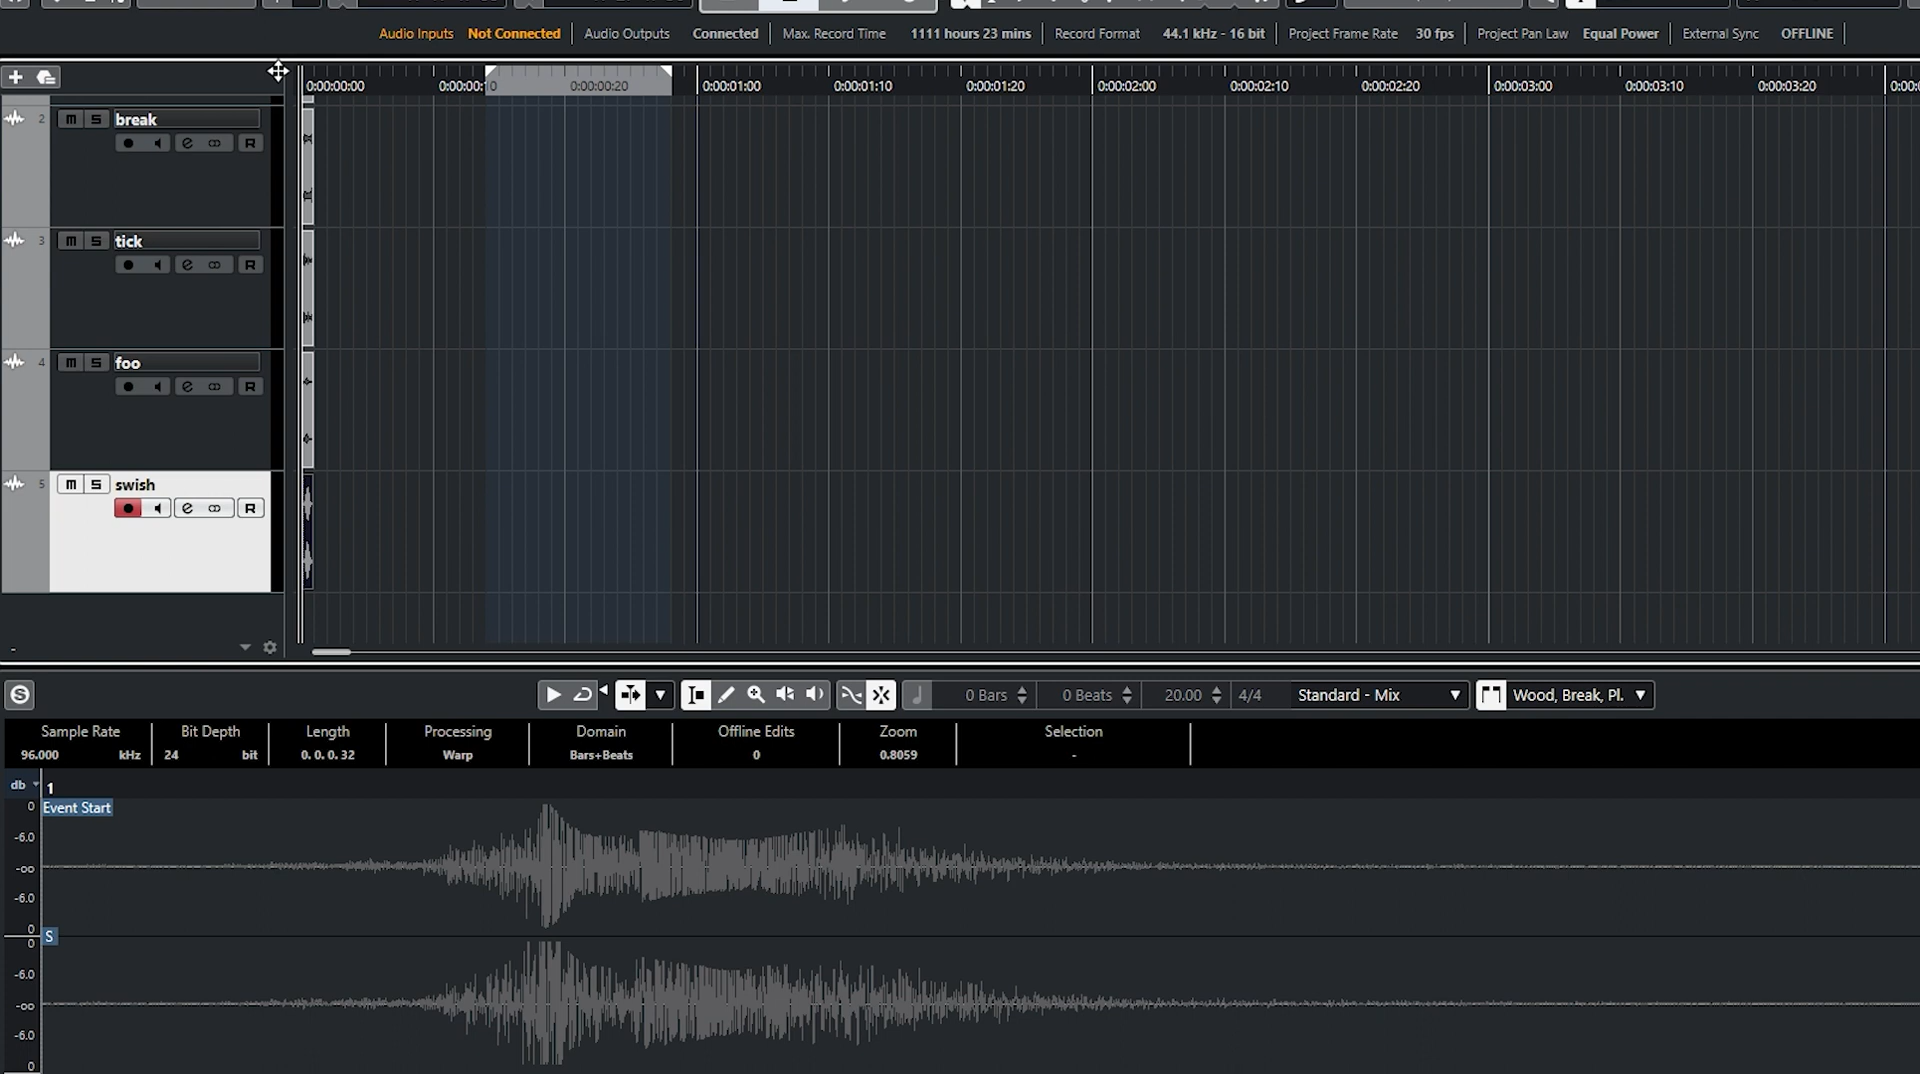 Audio Inputs Not Connected Audio Outputs Connected Max. Record Time 1111 hours 23 mins Record Format 44.1 kHz - 16 bit Project Frame Rate 30 fps Project Pan Law Equal Power External Sync OFFLINE
0:00:00:00 0:00:00:10 0:00:00:20 0:00:01:00 0:00:01:10 0:00:01:20 0:00:02:00 0:00:02:10 0:00:02:20 0:00:03:00 0:00:03:10 0:00:03:20
2 m S break
e R
3 m S tick
e R
4 m S foo
e R
5 m S swish
e R
-
S 0 Bars 0 Beats 20.00 4/4 Standard - Mix Wood, Break, Pl.
Sample Rate Bit Depth Length Processing Domain Offline Edits Zoom Selection
96.000 kHz 24 bit 0. 0. 0. 32 Warp Bars+Beats 0 0.8059 -
db 1
0 Event Start
-6.0
-oo
-6.0
0
S
0
-6.0
-oo
-6.0
0